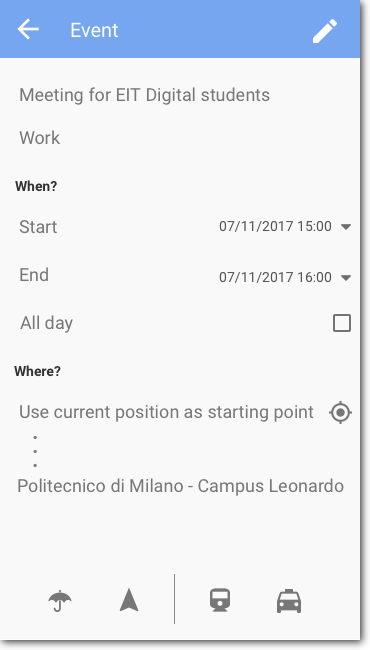 Event
Meeting for EIT Digital students
Work
When?
Start 07/11/2017 15:00
End 07/11/2017 16:00
All day
Where?
Use current position as starting point
Politecnico di Milano - Campus Leonardo